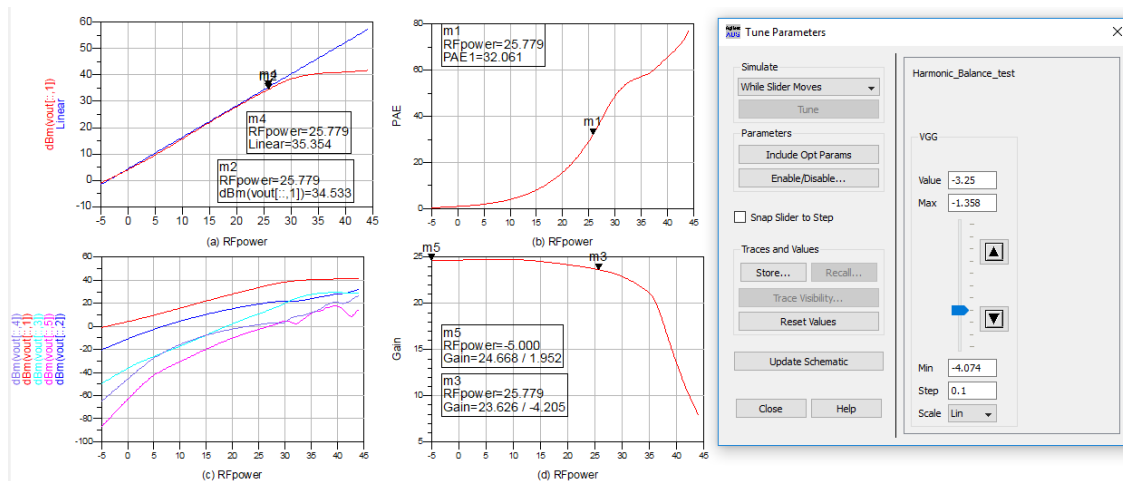 60
50
40
30
20
10
0
-10
dBm(vout[::,1])
Linear
m2
m4
RFpower=25.779
Linear=35.354
m2
RFpower=25.779
dBm(vout[::,1])=34.533
-5 0 5 10 15 20 25 30 35 40 45
(a) RFpower
80
60
40
20
0
PAE
m1
RFpower=25.779
PAE1=32.061
m1
-5 0 5 10 15 20 25 30 35 40 45
(b) RFpower
60
40
20
0
-20
-40
-60
-80
-100
dBm(vout[::,4])
dBm(vout[::,1])
dBm(vout[::,3])
dBm(vout[::,5])
dBm(vout[::,2])
-5 0 5 10 15 20 25 30 35 40 45
(c) RFpower
25
20
15
10
5
Gain
m5
m3
m5
RFpower=-5.000
Gain=24.668 / 1.952
m3
RFpower=25.779
Gain=23.626 / -4.205
-5 0 5 10 15 20 25 30 35 40 45
(d) RFpower
ADS
Tune Parameters
Simulate
While Slider Moves
Tune
Parameters
Include Opt Params
Enable/Disable...
Snap Slider to Step
Traces and Values
Store... Recall...
Trace Visibility...
Reset Values
Update Schematic
Close Help
Harmonic_Balance_test
VGG
Value -3.25
Max -1.358
Min -4.074
Step 0.1
Scale Lin